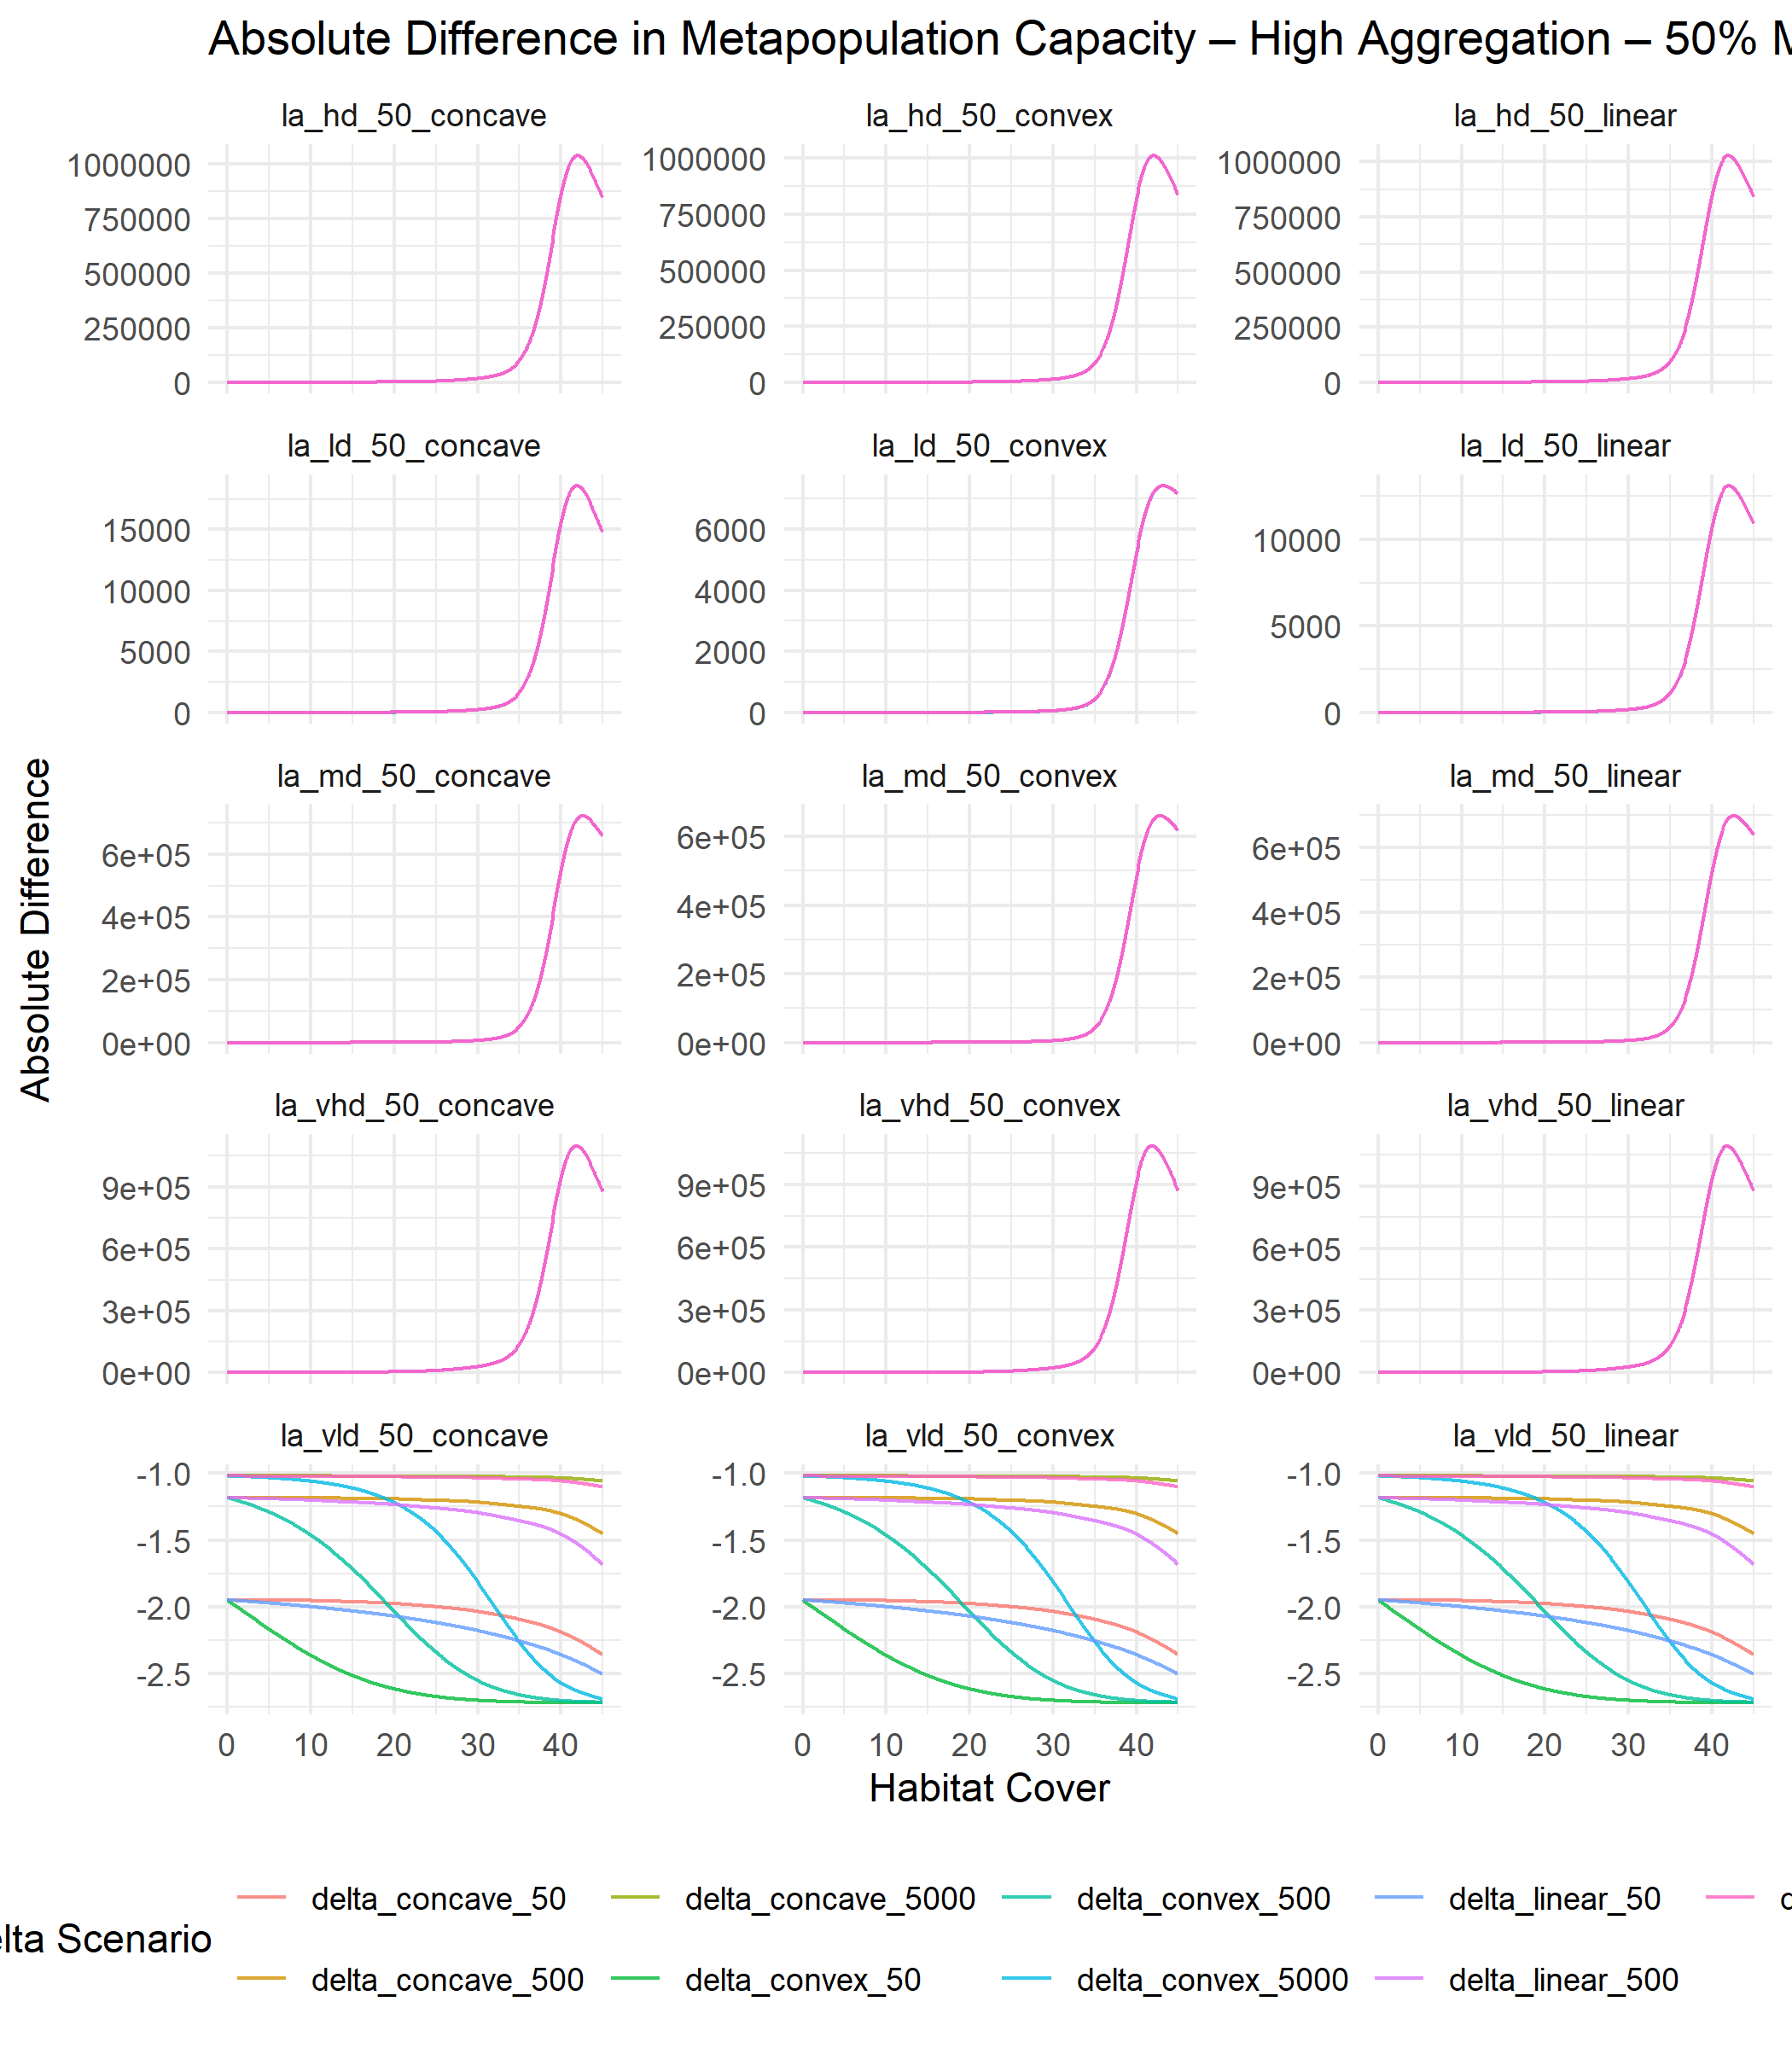 Absolute Difference in Metapopulation Capacity – High Aggregation – 50% M
la_hd_50_concave la_hd_50_convex la_hd_50_linear
1000000 1000000 1000000
750000 750000 750000
500000 500000 500000
250000 250000 250000
0 0 0
la_ld_50_concave la_ld_50_convex la_ld_50_linear
15000 6000 10000
10000 4000 5000
5000 2000 0
0 0
la_md_50_concave la_md_50_convex la_md_50_linear
6e+05 6e+05 6e+05
4e+05 4e+05 4e+05
2e+05 2e+05 2e+05
0e+00 0e+00 0e+00
Absolute Difference
la_vhd_50_concave la_vhd_50_convex la_vhd_50_linear
9e+05 9e+05 9e+05
6e+05 6e+05 6e+05
3e+05 3e+05 3e+05
0e+00 0e+00 0e+00
la_vld_50_concave la_vld_50_convex la_vld_50_linear
-1.0 -1.0 -1.0
-1.5 -1.5 -1.5
-2.0 -2.0 -2.0
-2.5 -2.5 -2.5
0 10 20 30 40 0 10 20 30 40 0 10 20 30 40
Habitat Cover
delta_concave_50 delta_concave_5000 delta_convex_500 delta_linear_50 d
elta Scenario
delta_concave_500 delta_convex_50 delta_convex_5000 delta_linear_500